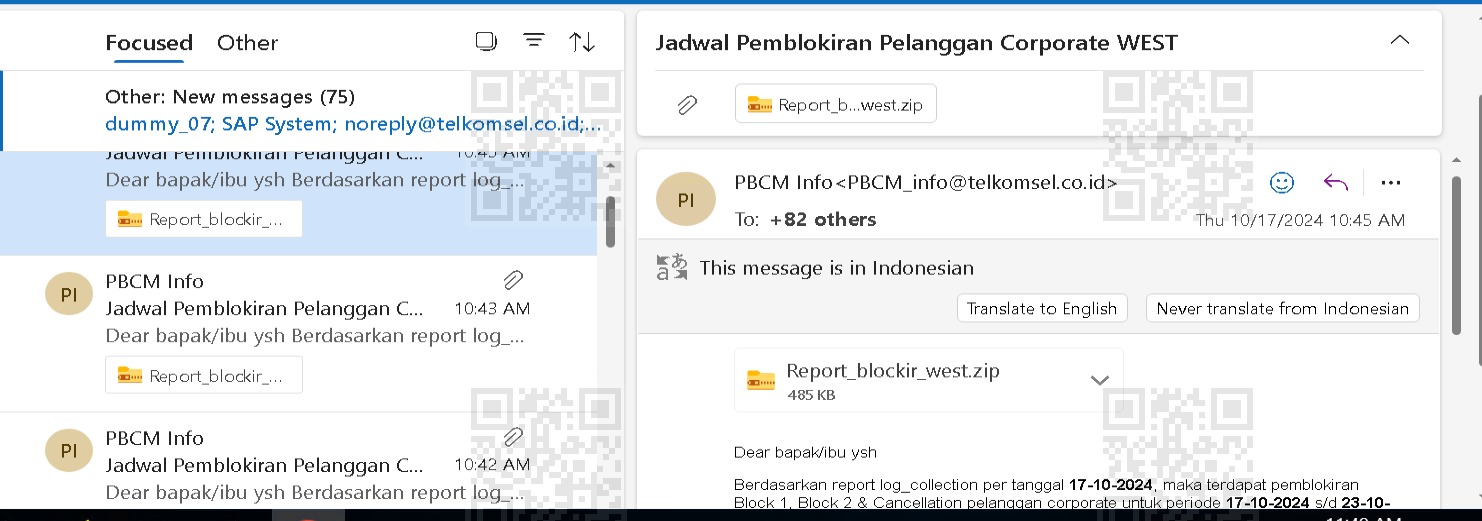 Focused Other
Other: New messages (75)
dummy_07; SAP System; noreply@telkomsel.co.id;...
Jadwal Pemblokiran Pelanggan C... 10:45 AM
Dear bapak/ibu ysh Berdasarkan report log_...
Report_blockir_...
PI
PBCM Info
Jadwal Pemblokiran Pelanggan C... 10:43 AM
Dear bapak/ibu ysh Berdasarkan report log_...
Report_blockir_...
PI
PBCM Info
Jadwal Pemblokiran Pelanggan C... 10:42 AM
Dear bapak/ibu ysh Berdasarkan report log_...
Jadwal Pemblokiran Pelanggan Corporate WEST
Report_b...west.zip
PI
PBCM Info<PBCM_info@telkomsel.co.id>
To: +82 others
Thu 10/17/2024 10:45 AM
This message is in Indonesian
Translate to English Never translate from Indonesian
Report_blockir_west.zip
485 KB
Dear bapak/ibu ysh
Berdasarkan report log_collection per tanggal 17-10-2024, maka terdapat pemblokiran
Block 1, Block 2 & Cancellation pelanggan corporate untuk periode 17-10-2024 s/d 23-10-